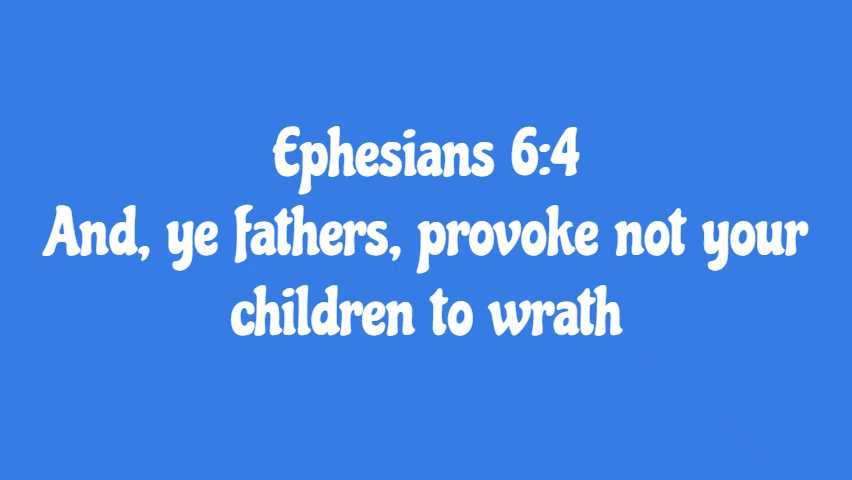 Ephesians 6:4
And, ye fathers, provoke not your
children to wrath